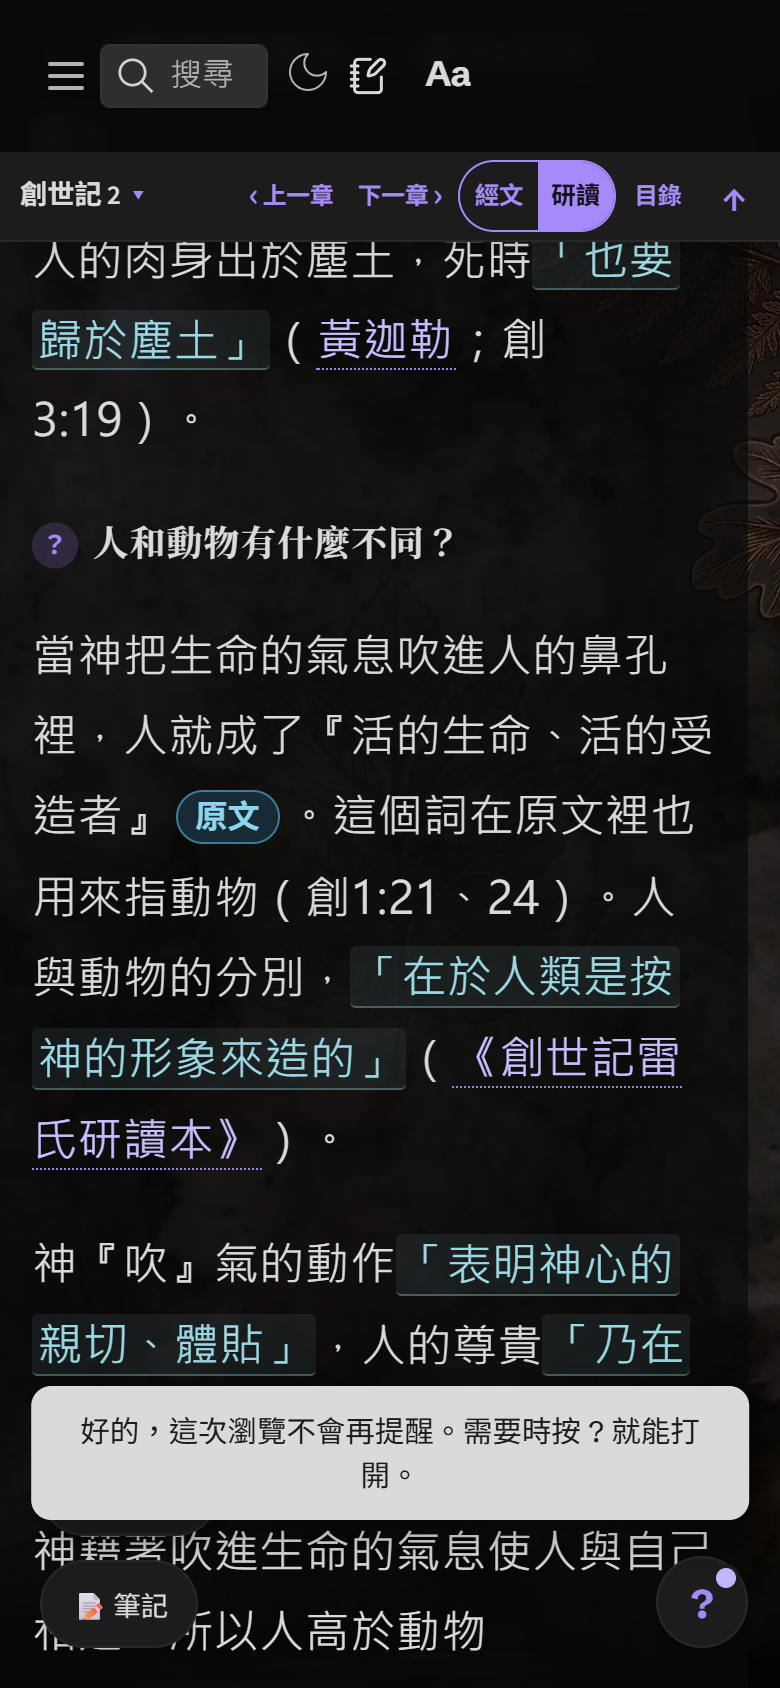 搜尋
Aa
創世記 2 ▼ ‹ 上一章 下一章 › 經文 研讀 目錄 ↑
人的肉身出於塵土，死時「也要
歸於塵土」（黃迦勒；創
3:19）。
? 人和動物有什麼不同？
當神把生命的氣息吹進人的鼻孔
裡，人就成了『活的生命、活的受
造者』 原文 。這個詞在原文裡也
用來指動物（創1:21、24）。人
與動物的分別，「在於人類是按
神的形象來造的」（《創世記雷
氏研讀本》）。
神『吹』氣的動作「表明神心的
親切、體貼」，人的尊貴「乃在
好的，這次瀏覽不會再提醒。需要時按？就能打
開。
神藉著吹進生命的氣息使人與自己
所以人高於動物
筆記
?